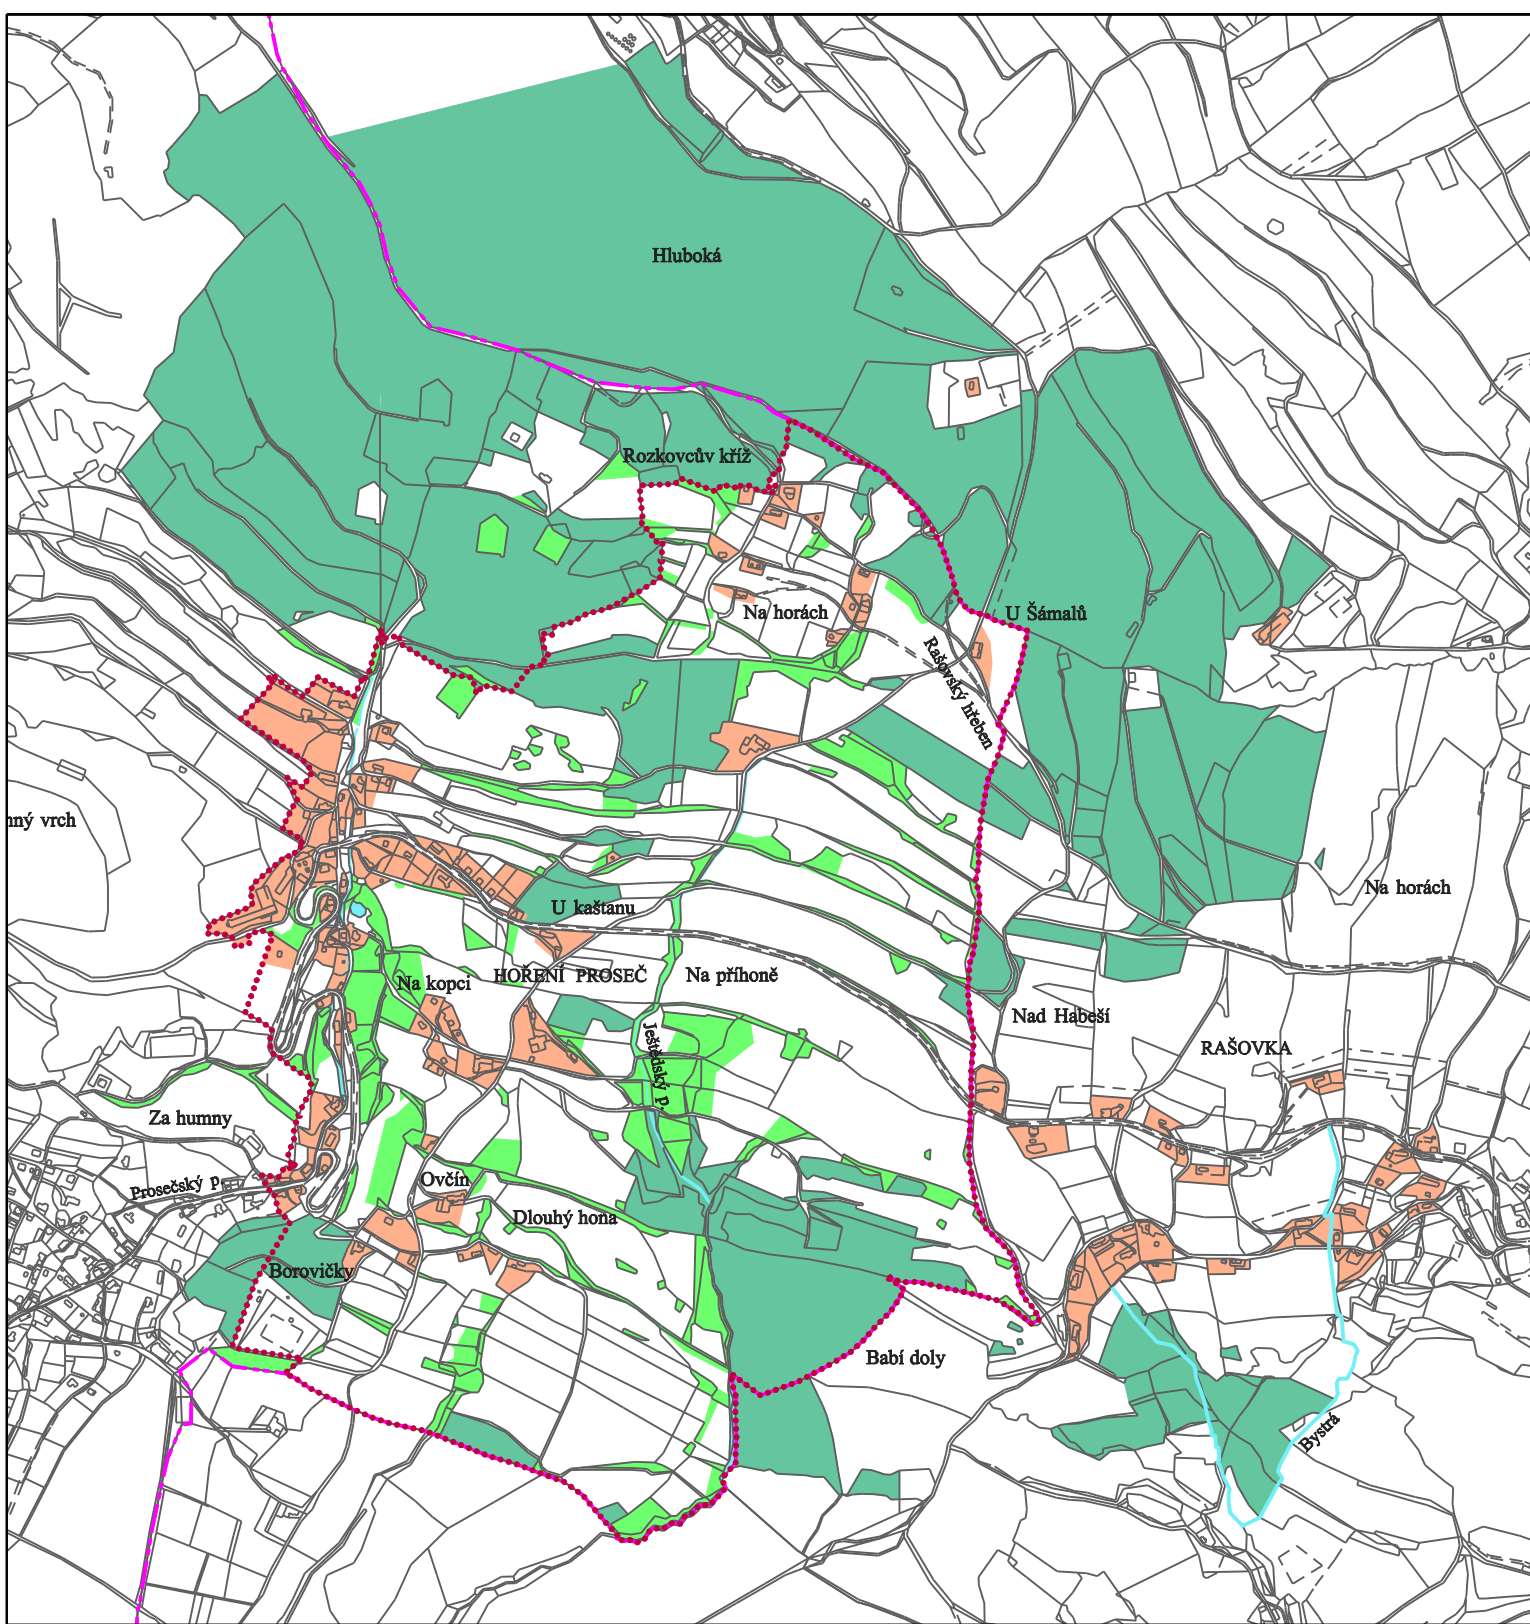 Hluboká
Rozkovcův kříž
Na horách
U Šámalů
Rašovský hřeben
ný vrch
Na horách
U kaštanu
HOŘENÍ PROSEČ
Na příhoně
Na kopci
Nad Habeší
RAŠOVKA
Ještědský p.
Za humny
Prosečský p.
Ovčín
Dlouhý hona
Borovičky
Babí doly
Bystrá